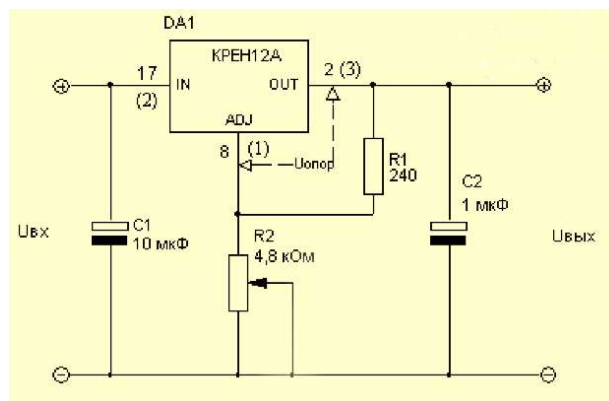 DA1
КРЕН12А
17
2 (3)
(2)
IN
OUT
ADJ
8
(1)
Uопор
R1
240
C2
1 мкФ
C1
10 мкФ
R2
4,8 кОм
Uвх
Uвых